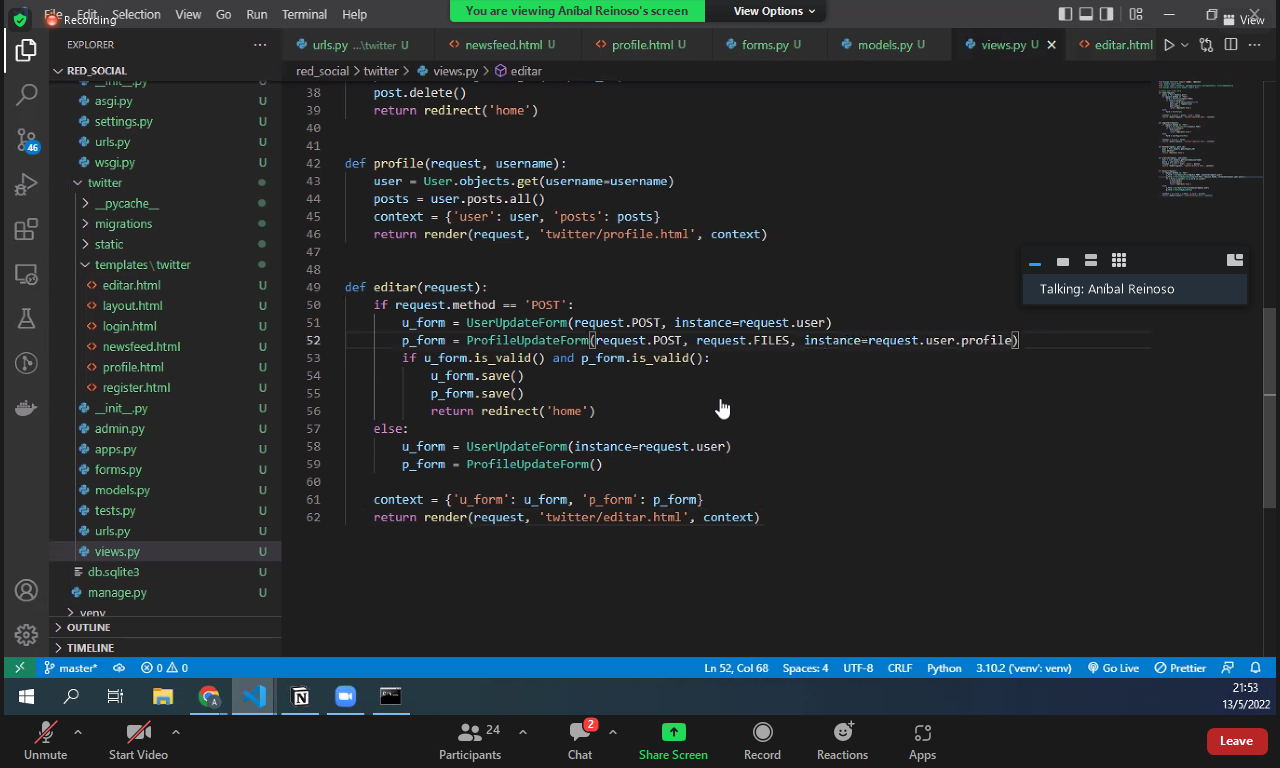 You are viewing Aníbal Reinoso's screen
View Options
Recording
File Edit Selection View Go Run Terminal Help
View
EXPLORER
urls.py ...\twitter U
newsfeed.html U
profile.html U
forms.py U
models.py U
views.py U
editar.html
RED_SOCIAL
red_social > twitter > views.py > editar
__init__.py U
asgi.py U
settings.py U
urls.py U
wsgi.py U
twitter
__pycache__
migrations
static
templates\twitter
editar.html U
layout.html U
login.html U
newsfeed.html U
profile.html U
register.html U
__init__.py U
admin.py U
apps.py U
forms.py U
models.py U
tests.py U
urls.py U
views.py U
db.sqlite3 U
manage.py U
venv
OUTLINE
TIMELINE
46
38 post.delete()
39 return redirect('home')
40
41
42 def profile(request, username):
43 user = User.objects.get(username=username)
44 posts = user.posts.all()
45 context = {'user': user, 'posts': posts}
46 return render(request, 'twitter/profile.html', context)
47
48
49 def editar(request):
50 if request.method == 'POST':
51 u_form = UserUpdateForm(request.POST, instance=request.user)
52 p_form = ProfileUpdateForm(request.POST, request.FILES, instance=request.user.profile)
53 if u_form.is_valid() and p_form.is_valid():
54 u_form.save()
55 p_form.save()
56 return redirect('home')
57 else:
58 u_form = UserUpdateForm(instance=request.user)
59 p_form = ProfileUpdateForm()
60
61 context = {'u_form': u_form, 'p_form': p_form}
62 return render(request, 'twitter/editar.html', context)
Talking: Aníbal Reinoso
master* 0 0 Ln 52, Col 68 Spaces: 4 UTF-8 CRLF Python 3.10.2 ('venv': venv) Go Live Prettier
21:53
13/5/2022
Unmute
Start Video
Participants
24
Chat
2
Share Screen
Record
Reactions
Apps
Leave